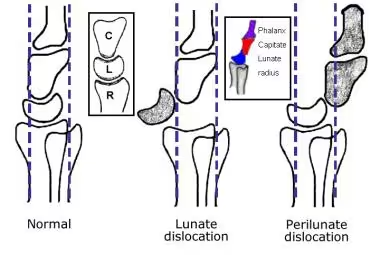 C
L
R
Phalanx
Capitate
Lunate
radius
Normal
Lunate
dislocation
Perilunate
dislocation